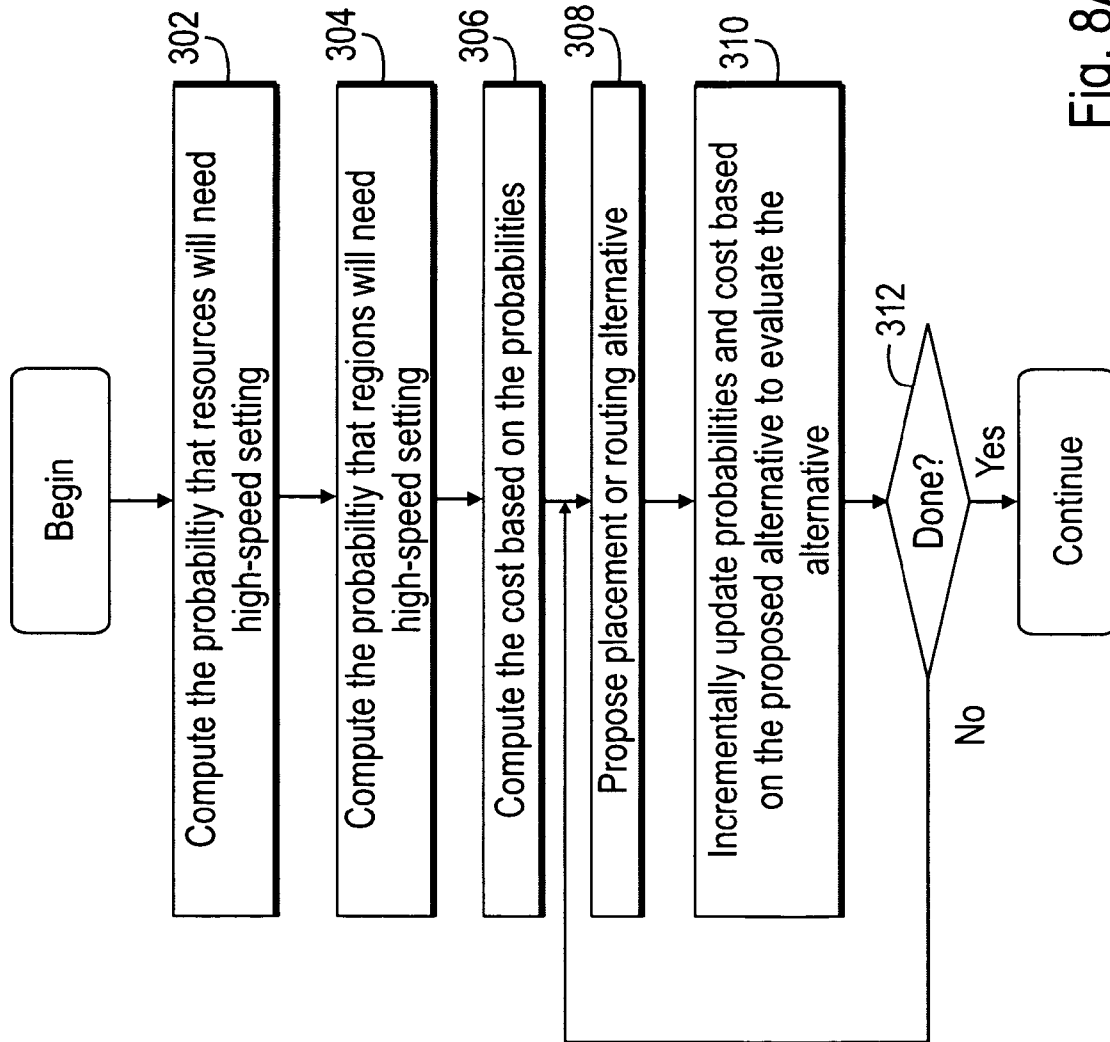 Begin
302
Compute the probabiltiy that resources will need
high-speed setting
304
Compute the probabiltiy that regions will need
high-speed setting
306
Compute the cost based on the probabilities
308
Propose placement or routing alternative
310
Incrementally update probabilities and cost based
on the proposed alternative to evaluate the
alternative
312
Done?
Yes
No
Continue
Fig. 8A